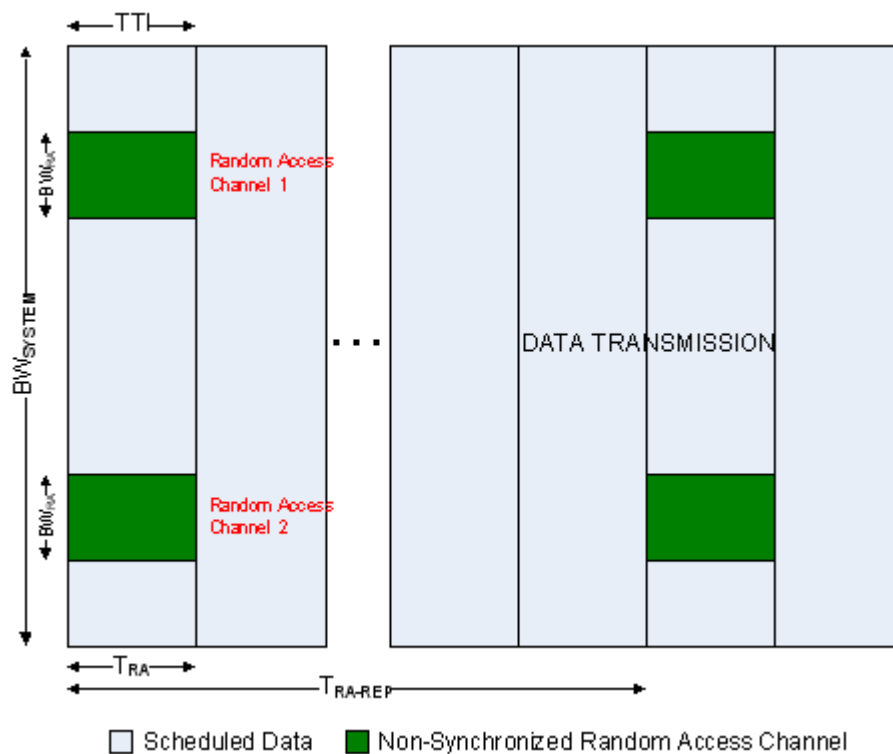 TTI
BW_RA
Random Access
Channel 1
BW_SYSTEM
...
DATA TRANSMISSION
BW_RA
Random Access
Channel 2
T_RA
T_RA-REP
Scheduled Data
Non-Synchronized Random Access Channel